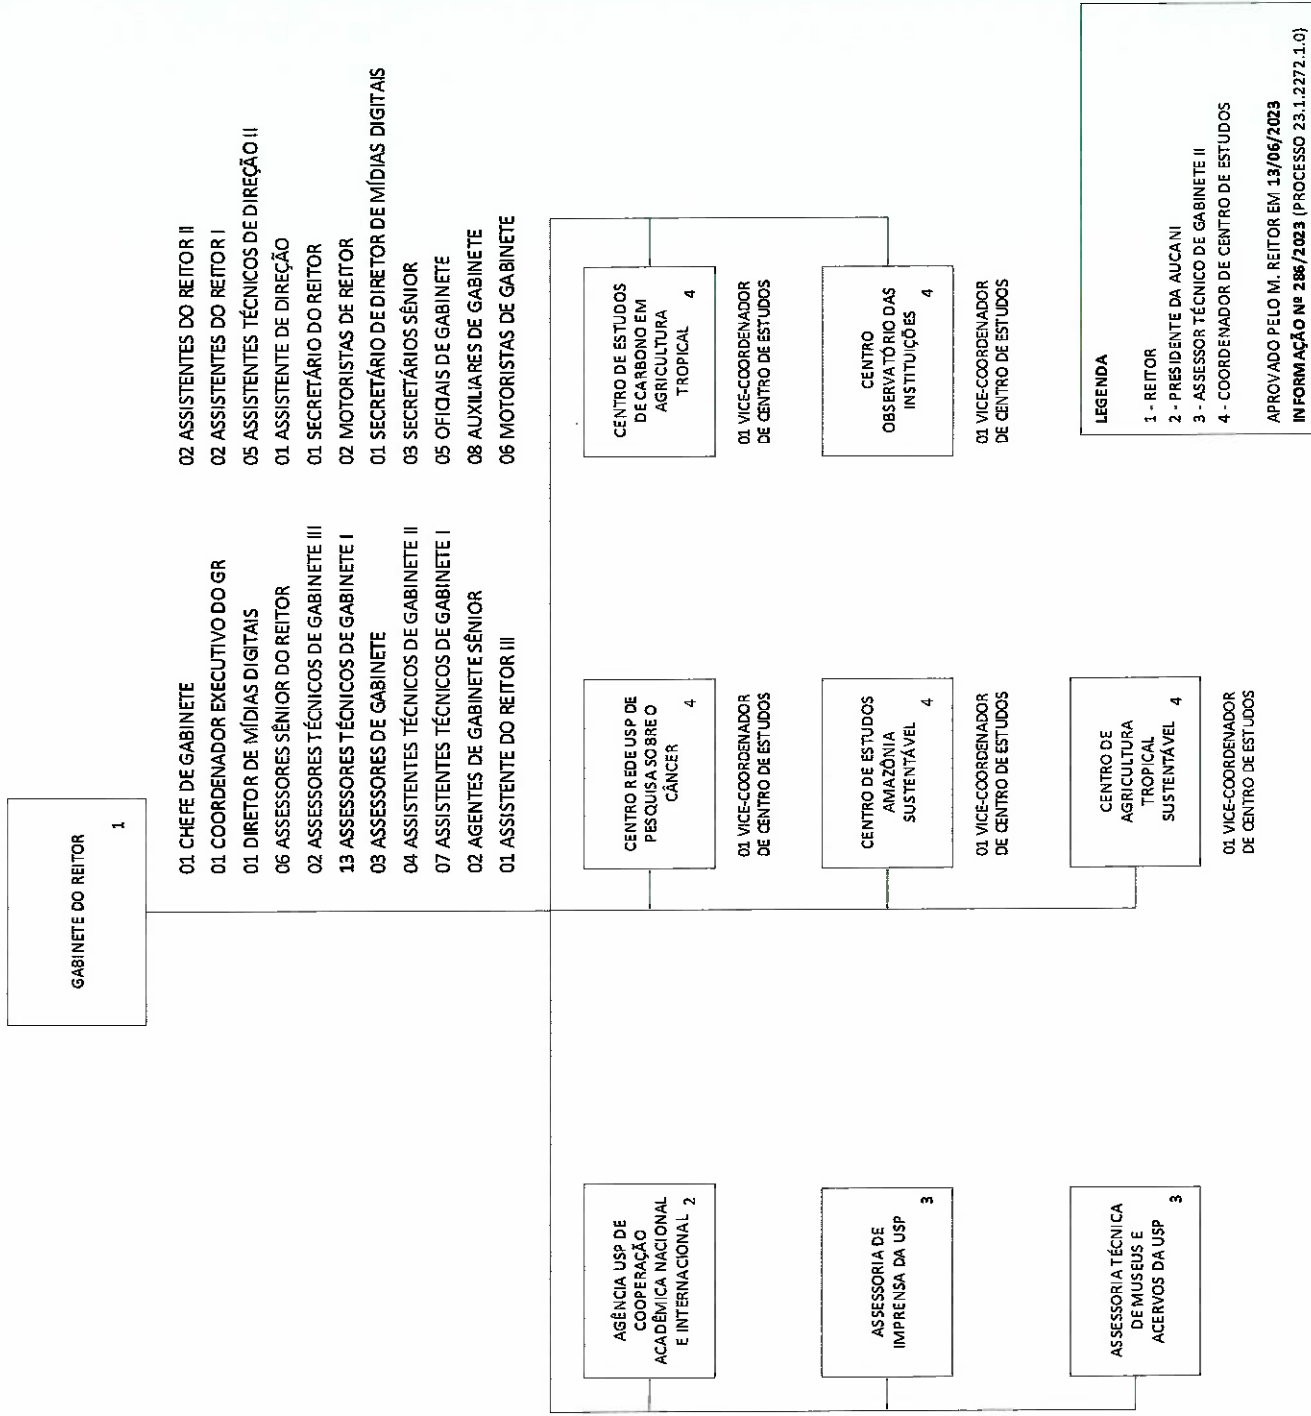 GABINETE DO REITOR
1
01 CHEFE DE GABINETE
01 COORDENADOR EXECUTIVO DO GR
01 DIRETOR DE MÍDIAS DIGITAIS
06 ASSESSORES SÊNIOR DO REITOR
02 ASSESSORES TÉCNICOS DE GABINETE III
13 ASSESSORES TÉCNICOS DE GABINETE I
03 ASSESSORES DE GABINETE
04 ASSISTENTES TÉCNICOS DE GABINETE II
07 ASSISTENTES TÉCNICOS DE GABINETE I
02 AGENTES DE GABINETE SÊNIOR
01 ASSISTENTE DO REITOR III
02 ASSISTENTES DO REITOR II
02 ASSISTENTES DO REITOR I
05 ASSISTENTES TÉCNICOS DE DIREÇÃO II
01 ASSISTENTE DE DIREÇÃO
01 SECRETÁRIO DO REITOR
02 MOTORISTAS DE REITOR
01 SECRETÁRIO DE DIRETOR DE MÍDIAS DIGITAIS
03 SECRETÁRIOS SÊNIOR
05 OFICIAIS DE GABINETE
08 AUXILIARES DE GABINETE
06 MOTORISTAS DE GABINETE
AGÊNCIA USP DE
COOPERAÇÃO
ACADÊMICA NACIONAL
E INTERNACIONAL 2
ASSESSORIA DE
IMPRENSA DA USP
3
ASSESSORIA TÉCNICA
DE MUSEUS E
ACERVOS DA USP
3
CENTRO REDE USP DE
PESQUISA SOBRE O
CÂNCER
4
01 VICE-COORDENADOR
DE CENTRO DE ESTUDOS
CENTRO DE ESTUDOS
AMAZÔNIA
SUSTENTÁVEL
4
01 VICE-COORDENADOR
DE CENTRO DE ESTUDOS
CENTRO DE
AGRICULTURA
TROPICAL
SUSTENTÁVEL 4
01 VICE-COORDENADOR
DE CENTRO DE ESTUDOS
CENTRO DE ESTUDOS
DE CARBONO EM
AGRICULTURA
TROPICAL 4
01 VICE-COORDENADOR
DE CENTRO DE ESTUDOS
CENTRO
OBSERVATÓRIO DAS
INSTITUIÇÕES 4
01 VICE-COORDENADOR
DE CENTRO DE ESTUDOS
LEGENDA
1 - REITOR
2 - PRESIDENTE DA AUCANI
3 - ASSESSOR TÉCNICO DE GABINETE II
4 - COORDENADOR DE CENTRO DE ESTUDOS
APROVADO PELO M. REITOR EM 13/06/2023
INFORMAÇÃO Nº 286/2023 (PROCESSO 23.1.2272.1.0)